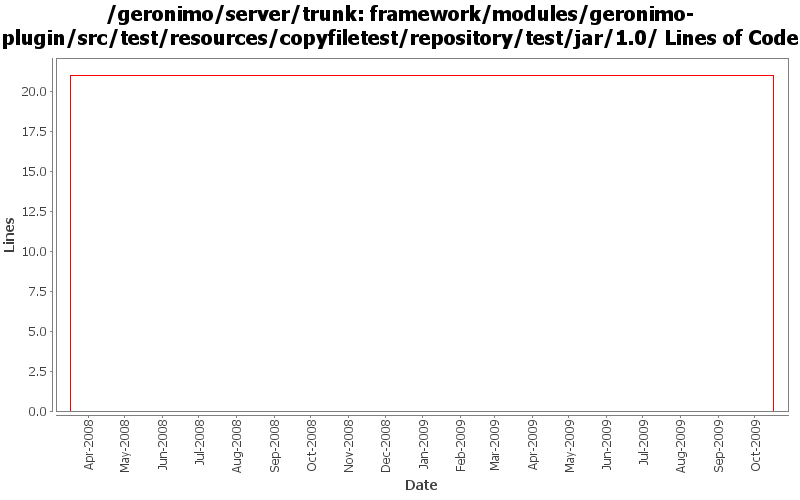 /geronimo/server/trunk: framework/modules/geronimo-
plugin/src/test/resources/copyfiletest/repository/test/jar/1.0/ Lines of Code
20.0
17.5
15.0
12.5
10.0
7.5
5.0
2.5
0.0
Lines
Apr-2008
May-2008
Jun-2008
Jul-2008
Aug-2008
Sep-2008
Oct-2008
Nov-2008
Dec-2008
Jan-2009
Feb-2009
Mar-2009
Apr-2009
May-2009
Jun-2009
Jul-2009
Aug-2009
Sep-2009
Oct-2009
Date